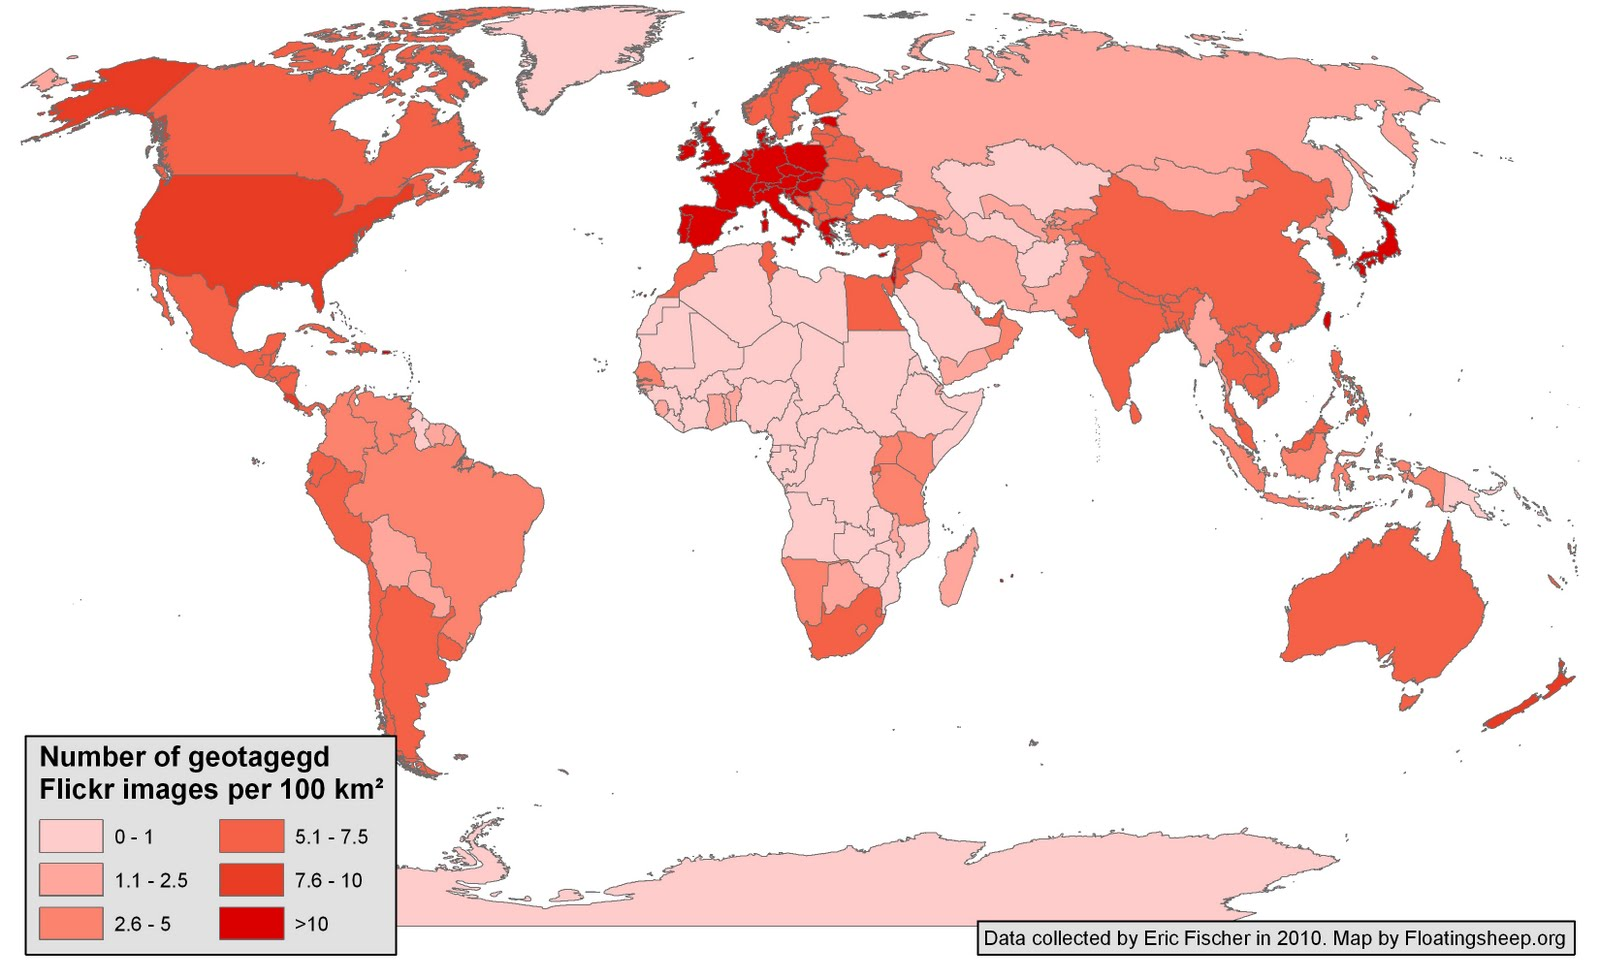 Number of geotagegd
Flickr images per 100 km²
0 - 1
1.1 - 2.5
2.6 - 5
5.1 - 7.5
7.6 - 10
>10
Data collected by Eric Fischer in 2010. Map by Floatingsheep.org